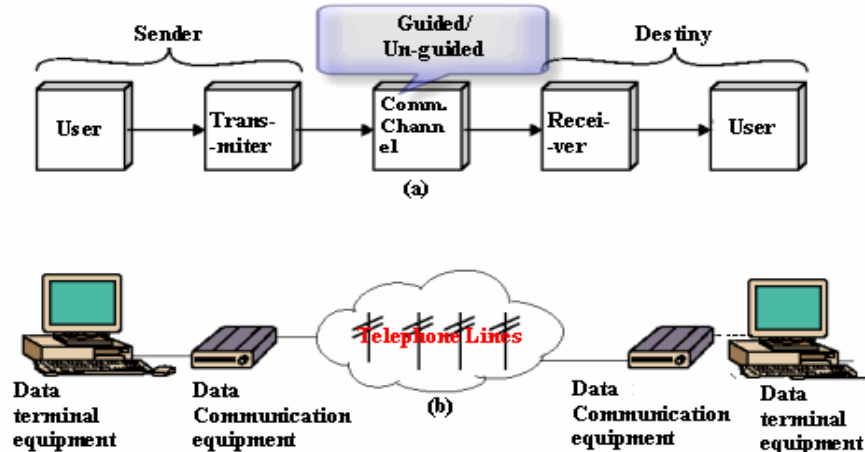 Guided/
Un-guided
Sender
Destiny
User
Trans-
-miter
Comm.
Chann
el
Recei-
-ver
User
(a)
Telephone Lines
Data
terminal
equipment
Data
Communication
equipment
(b)
Data
Communication
equipment
Data
terminal
equipment